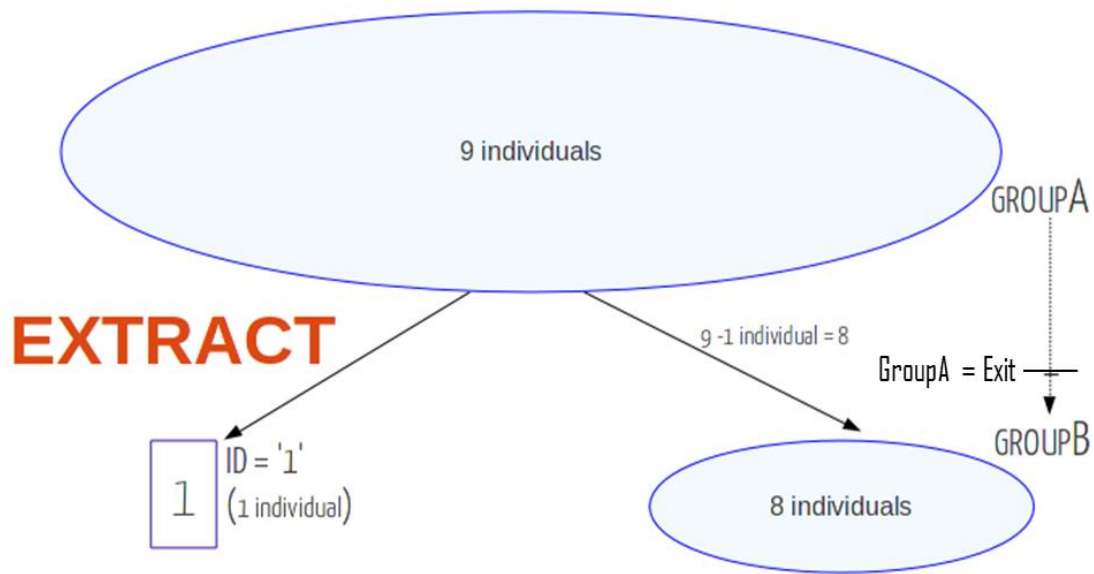 9 individuals
GROUPA
EXTRACT
9 -1 individual = 8
GroupA = Exit
GROUPB
1
ID = '1'
(1 individual)
8 individuals